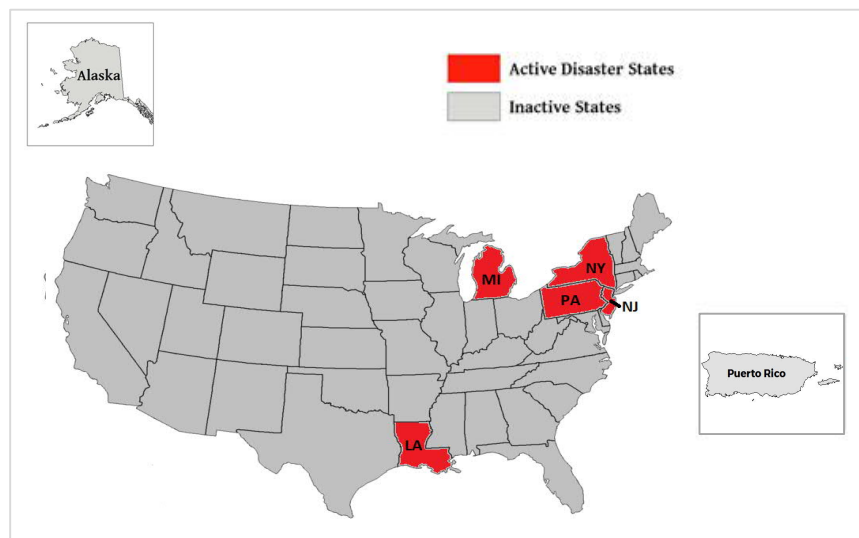 Alaska
Active Disaster States
Inactive States
MI
NY
PA
NJ
Puerto Rico
LA